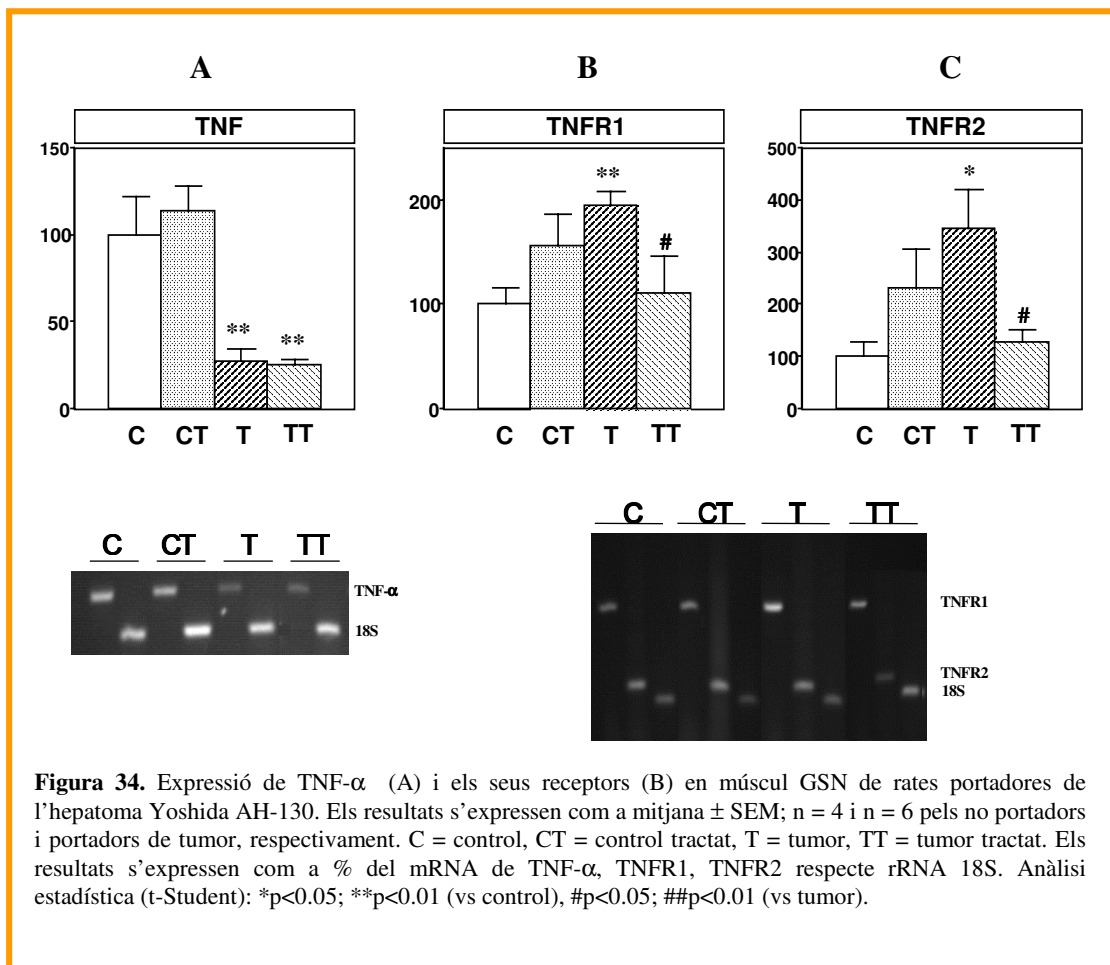 A B C
TNF TNFR1 TNFR2
150
100
50
0
C CT T TT
** **
200
100
0
C CT T TT
** #
500
400
300
200
100
0
C CT T TT
* #
C CT T TT
TNF-α
18S
C CT T TT
TNFR1
TNFR2
18S
Figura 34. Expressió de TNF-α (A) i els seus receptors (B) en múscul GSN de rates portadores de
l’hepatoma Yoshida AH-130. Els resultats s’expressen com a mitjana ± SEM; n = 4 i n = 6 pels no portadors
i portadors de tumor, respectivament. C = control, CT = control tractat, T = tumor, TT = tumor tractat. Els
resultats s’expressen com a % del mRNA de TNF-α, TNFR1, TNFR2 respecte rRNA 18S. Anàlisi
estadística (t-Student): *p<0.05; **p<0.01 (vs control), #p<0.05; ##p<0.01 (vs tumor).